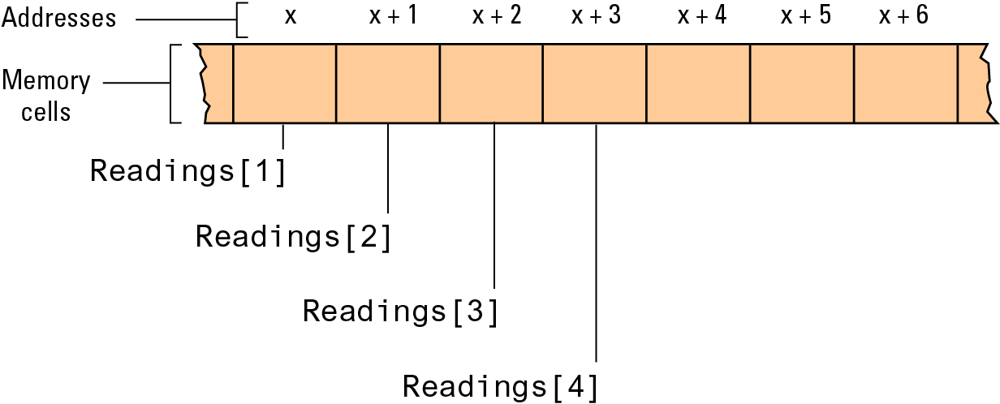 Addresses x x + 1 x + 2 x + 3 x + 4 x + 5 x + 6
Memory
cells
Readings[1]
Readings[2]
Readings[3]
Readings[4]